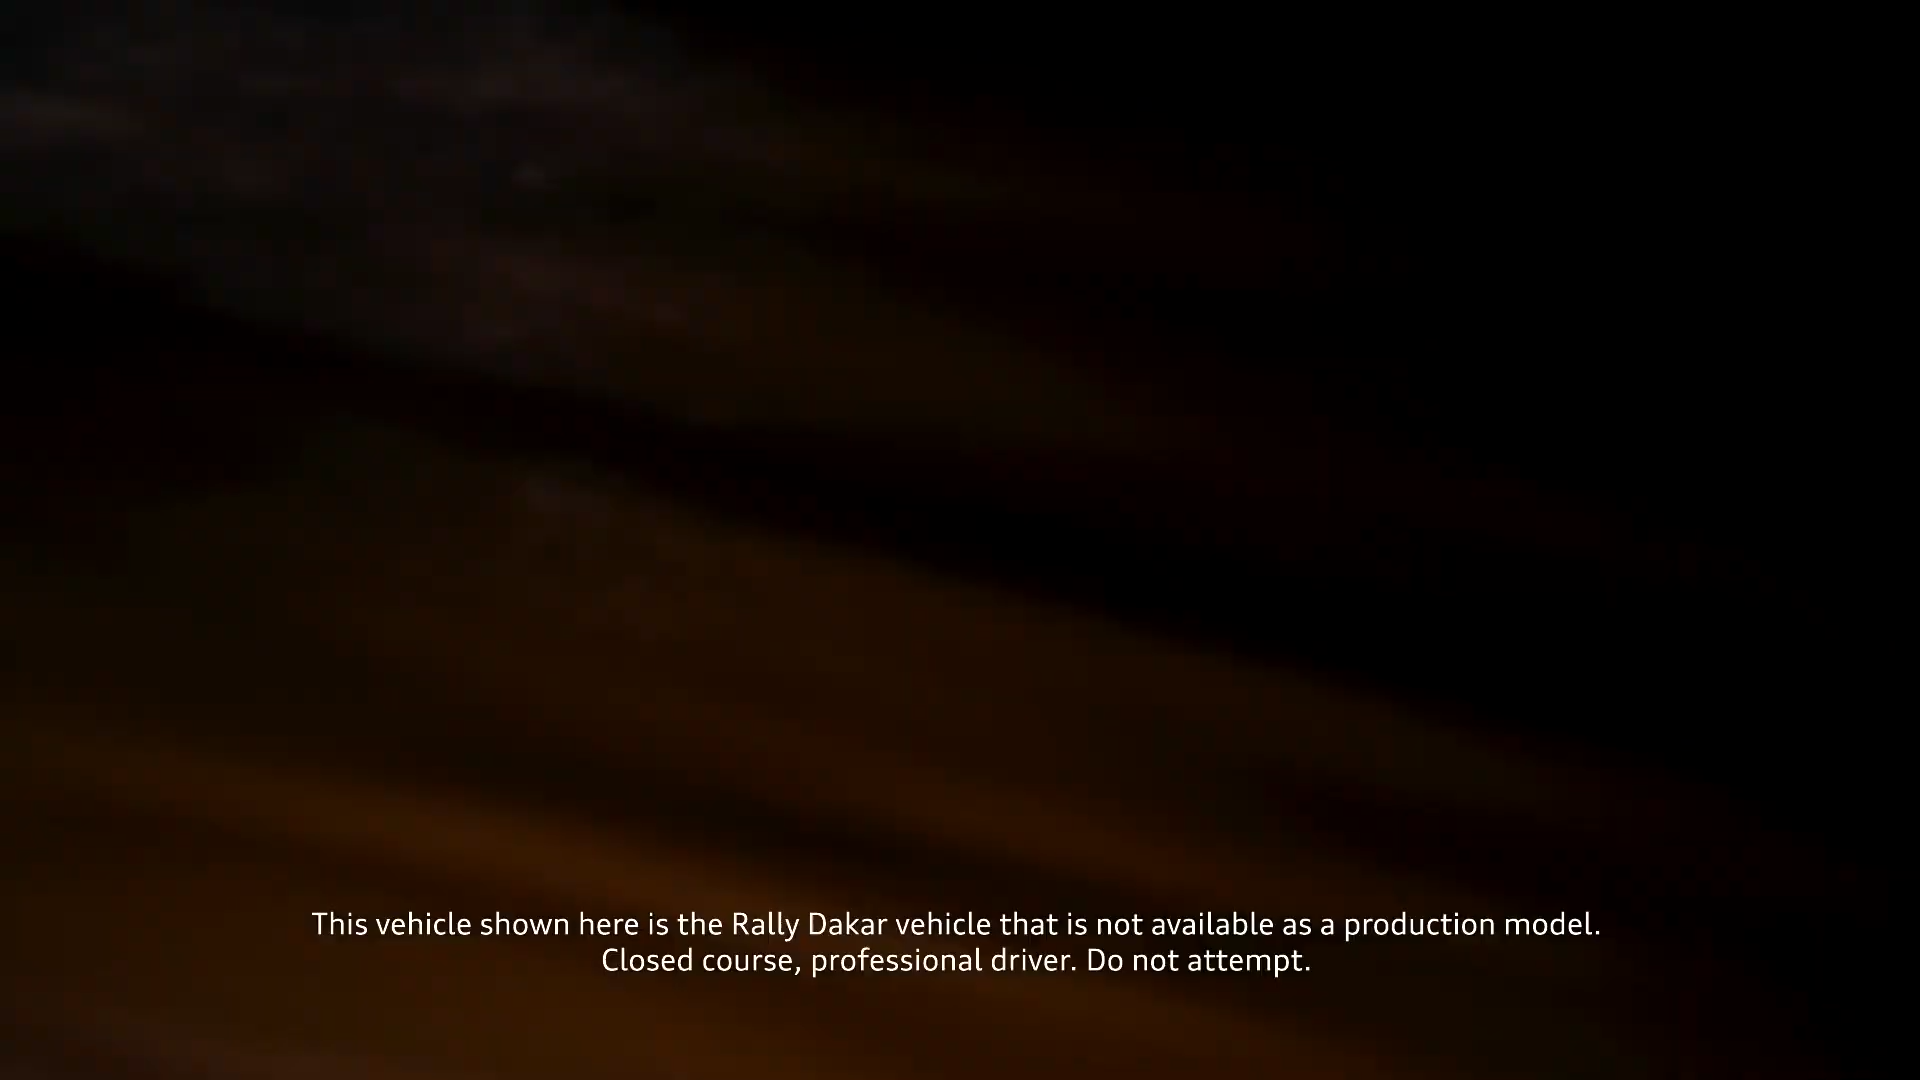 This vehicle shown here is the Rally Dakar vehicle that is not available as a production model.
Closed course, professional driver. Do not attempt.